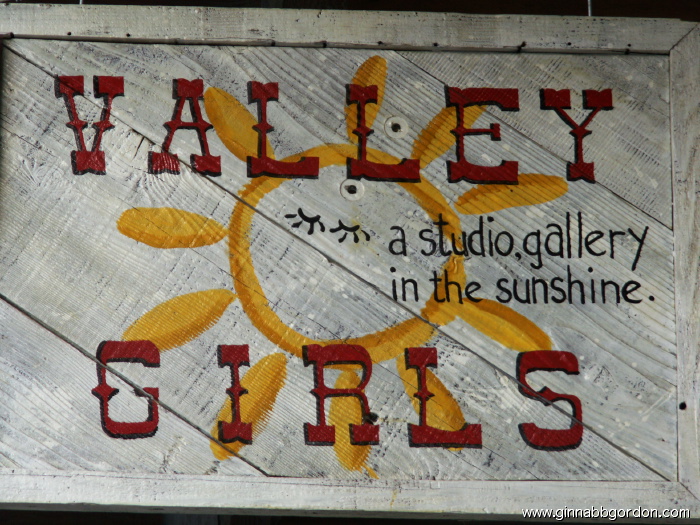 VALLEY
a studio, gallery
in the sunshine.
GIRLS
www.ginnabbgordon.com